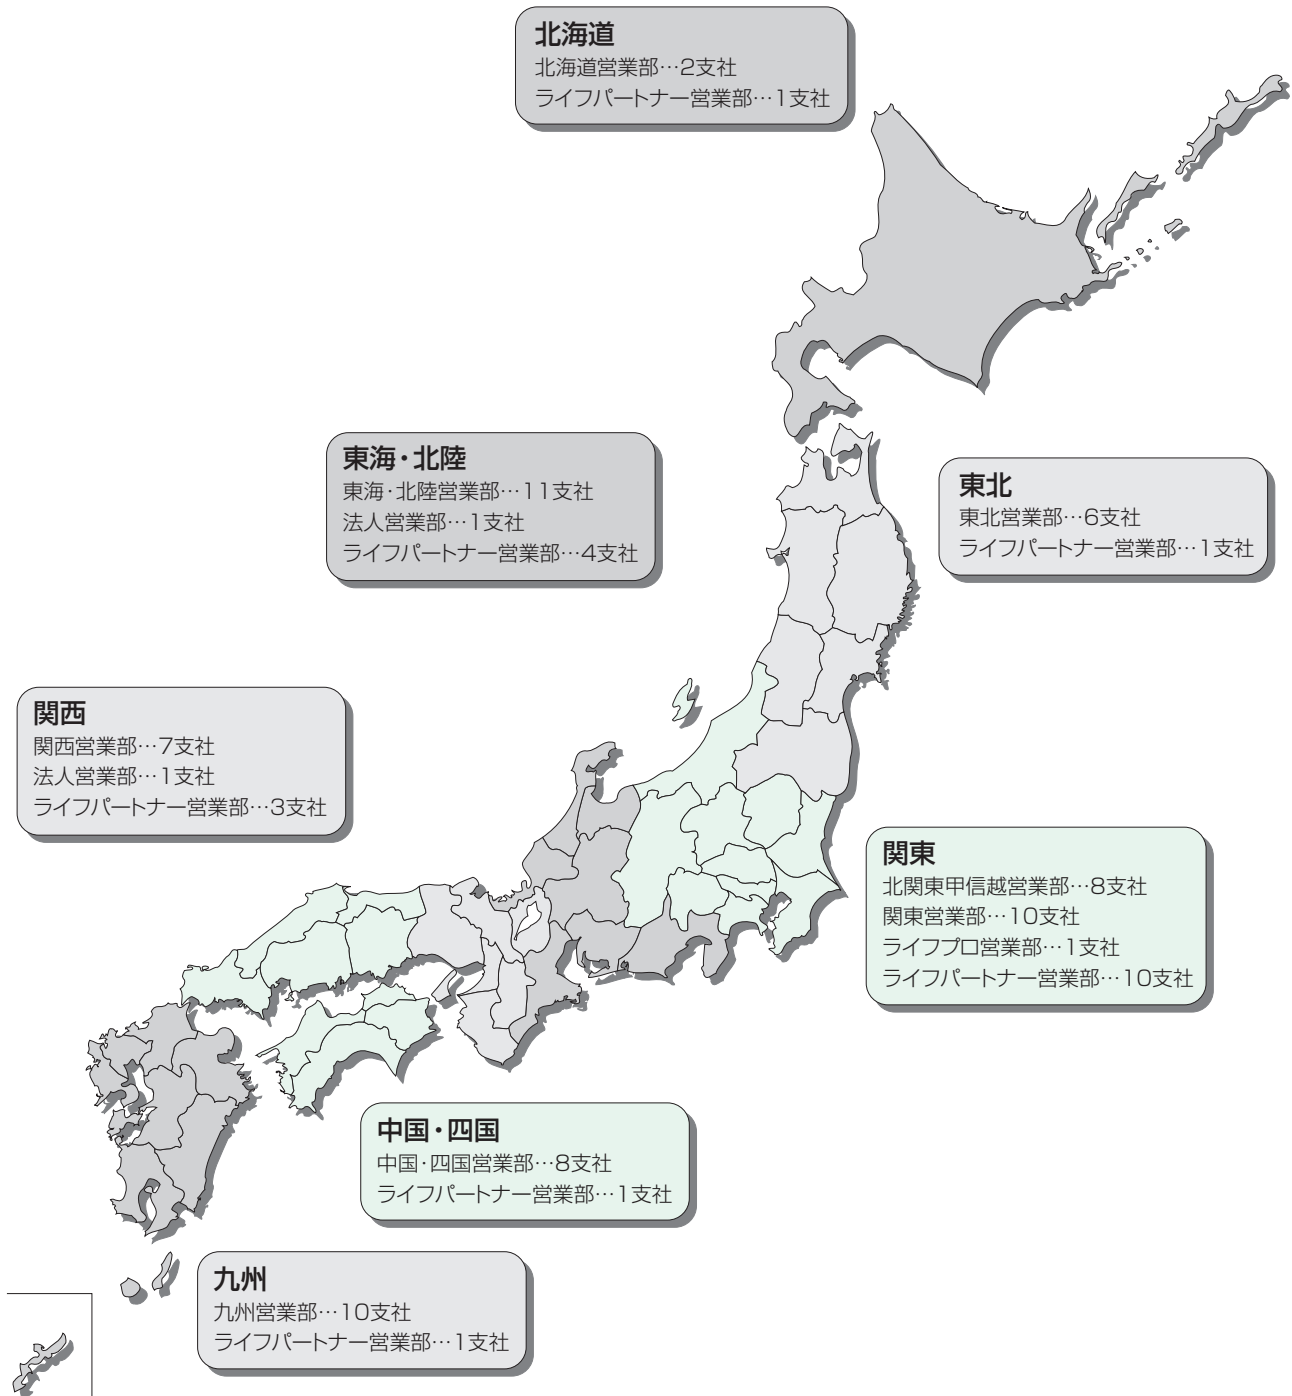 北海道
北海道営業部…2支社
ライフパートナー営業部…1支社
東海・北陸
東海・北陸営業部…11支社
法人営業部…1支社
ライフパートナー営業部…4支社
東北
東北営業部…6支社
ライフパートナー営業部…1支社
関西
関西営業部…7支社
法人営業部…1支社
ライフパートナー営業部…3支社
関東
北関東甲信越営業部…8支社
関東営業部…10支社
ライフプロ営業部…1支社
ライフパートナー営業部…10支社
中国・四国
中国・四国営業部…8支社
ライフパートナー営業部…1支社
九州
九州営業部…10支社
ライフパートナー営業部…1支社